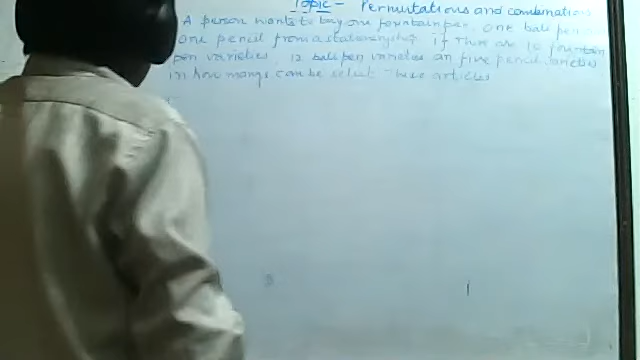 Topic - Permutations and combinations
A person wants to buy one fountain pen one ball pen
one pencil from a stationery shop if there are 10 fountain
pen varieties 12 ball pen varieties an five pencil varieties
in how many can be select these articles